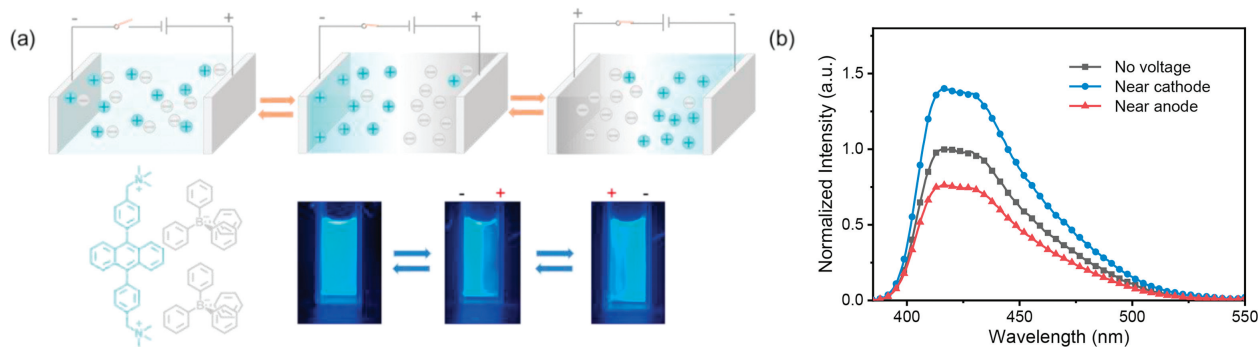 (a)
- +
- +
+ -
N
+
B
B
N
+
- +
+ -
(b)
No voltage
Near cathode
Near anode
Normalized Intensity (a.u.)
1.5
1.0
0.5
0.0
400 450 500 550
Wavelength (nm)